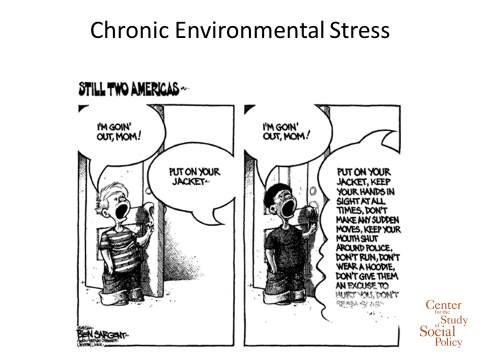 Chronic Environmental Stress
STILL TWO AMERICAS~
I'M GOIN'
OUT, MOM!
PUT ON YOUR
JACKET~
I'M GOIN'
OUT, MOM!
PUT ON YOUR
JACKET, KEEP
YOUR HANDS IN
SIGHT AT ALL
TIMES, DON'T
MAKE ANY SUDDEN
MOVES, KEEP YOUR
MOUTH SHUT
AROUND POLICE,
DON'T RUN, DON'T
WEAR A HOODIE,
DON'T GIVE THEM
AN EXCUSE TO
HURT YOU, DON'T
BEN SARGENT~
Center
for the
Study
of
Social
Policy